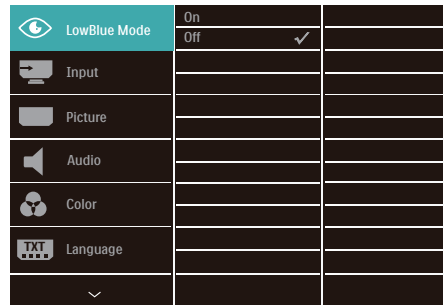 LowBlue Mode
On
Off
Input
Picture
Audio
Color
TXT
Language